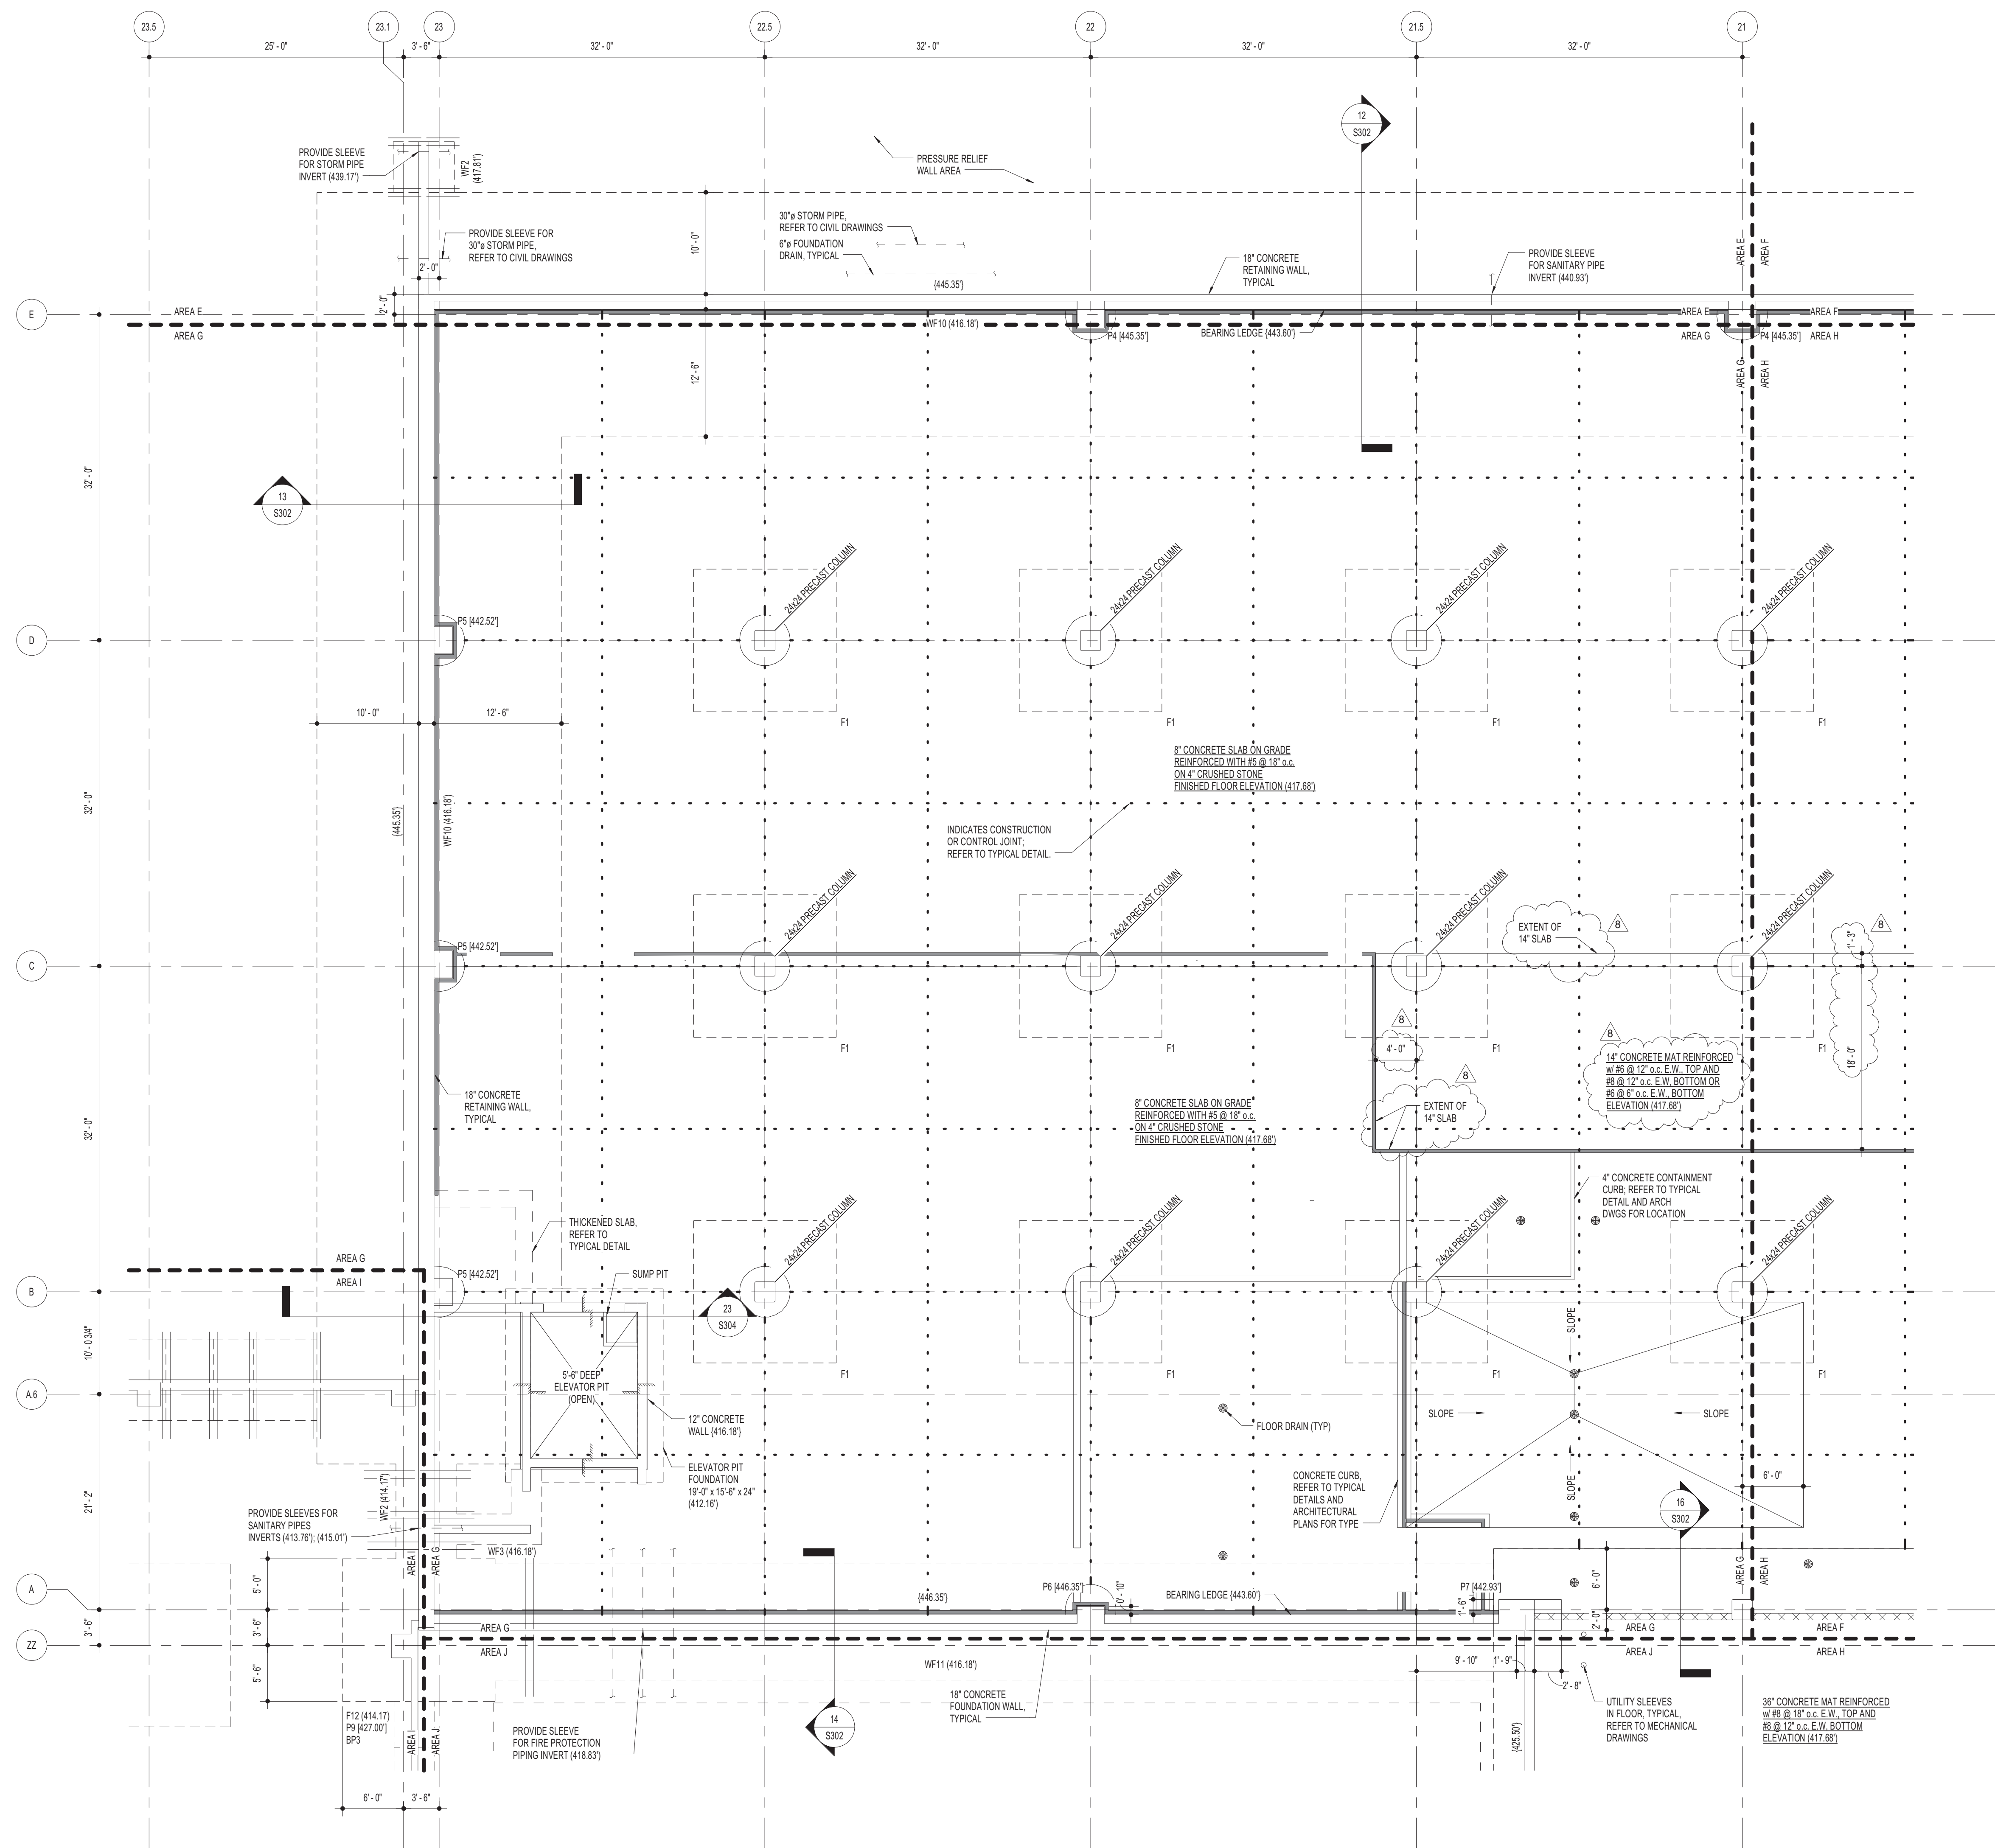 23.5
23.1
23
22.5
22
21.5
21
25' - 0"
3' - 6"
32' - 0"
32' - 0"
32' - 0"
32' - 0"
12
S302
PROVIDE SLEEVE
FOR STORM PIPE
INVERT (439.17')
WF2
(417.81')
PRESSURE RELIEF
WALL AREA
PROVIDE SLEEVE FOR
30"ø STORM PIPE,
REFER TO CIVIL DRAWINGS
2' - 0"
10' - 0"
30"ø STORM PIPE,
REFER TO CIVIL DRAWINGS
6"ø FOUNDATION
DRAIN, TYPICAL
{445.35'}
18" CONCRETE
RETAINING WALL,
TYPICAL
PROVIDE SLEEVE
FOR SANITARY PIPE
INVERT (440.93')
AREA E
AREA F
E
2' - 0"
AREA E
AREA G
WF10 (416.18')
P4 [445.35']
BEARING LEDGE {443.60'}
AREA E
AREA F
AREA G
P4 [445.35']
AREA H
AREA G
AREA H
12' - 6"
32' - 0"
13
S302
24x24 PRECAST COLUMN
24x24 PRECAST COLUMN
24x24 PRECAST COLUMN
24x24 PRECAST COLUMN
D
P5 [442.52']
10' - 0"
12' - 6"
F1
F1
F1
F1
8" CONCRETE SLAB ON GRADE
REINFORCED WITH #5 @ 18" o.c.
ON 4" CRUSHED STONE
FINISHED FLOOR ELEVATION (417.68')
32' - 0"
{445.35'}
WF10 (416.18')
INDICATES CONSTRUCTION
OR CONTROL JOINT;
REFER TO TYPICAL DETAIL.
24x24 PRECAST COLUMN
24x24 PRECAST COLUMN
24x24 PRECAST COLUMN
24x24 PRECAST COLUMN
EXTENT OF
14" SLAB
8
1' - 3"
8
C
P5 [442.52']
F1
F1
F1
F1
8
4' - 0"
8
14" CONCRETE MAT REINFORCED
w/ #6 @ 12" o.c. E.W., TOP AND
#8 @ 12" o.c. E.W, BOTTOM OR
#6 @ 6" o.c. E.W., BOTTOM
ELEVATION (417.68')
18' - 0"
8
EXTENT OF
14" SLAB
18" CONCRETE
RETAINING WALL,
TYPICAL
8" CONCRETE SLAB ON GRADE
REINFORCED WITH #5 @ 18" o.c.
ON 4" CRUSHED STONE
FINISHED FLOOR ELEVATION (417.68')
32' - 0"
4" CONCRETE CONTAINMENT
CURB; REFER TO TYPICAL
DETAIL AND ARCH
DWGS FOR LOCATION
THICKENED SLAB,
REFER TO
TYPICAL DETAIL
24x24 PRECAST COLUMN
24x24 PRECAST COLUMN
24x24 PRECAST COLUMN
24x24 PRECAST COLUMN
AREA G
AREA I
P5 [442.52']
SUMP PIT
B
23
S304
SLOPE
10' - 0 3/4"
5'-6" DEEP
ELEVATOR PIT
(OPEN)
F1
F1
F1
F1
A.6
12" CONCRETE
WALL {416.18'}
FLOOR DRAIN (TYP)
SLOPE
SLOPE
ELEVATOR PIT
FOUNDATION
19'-0" x 15'-6" x 24"
(412.16')
CONCRETE CURB,
REFER TO TYPICAL
DETAILS AND
ARCHITECTURAL
PLANS FOR TYPE
SLOPE
6' - 0"
21' - 2"
WF2 (414.17')
PROVIDE SLEEVES FOR
SANITARY PIPES
INVERTS (413.76'); (415.01')
16
S302
WF3 (416.18')
AREA I
AREA G
5' - 0"
AREA G
AREA H
6' - 0"
A
{446.35'}
P6 [446.35']
0' - 10"
BEARING LEDGE {443.60'}
P7 [442.93']
1' - 6"
2' - 0"
3' - 6"
3' - 6"
AREA G
AREA G
AREA F
ZZ
AREA J
AREA J
AREA H
5' - 6"
WF11 (416.18')
9' - 10"
1' - 9"
2' - 8"
F12 (414.17)
P9 [427.00']
BP3
AREA I
AREA J
PROVIDE SLEEVE
FOR FIRE PROTECTION
PIPING INVERT (418.83')
14
S302
18" CONCRETE
FOUNDATION WALL,
TYPICAL
{425.50'}
UTILITY SLEEVES
IN FLOOR, TYPICAL,
REFER TO MECHANICAL
DRAWINGS
36" CONCRETE MAT REINFORCED
w/ #8 @ 18" o.c. E.W., TOP AND
#8 @ 12" o.c. E.W, BOTTOM
ELEVATION (417.68')
6' - 0"
3' - 6"